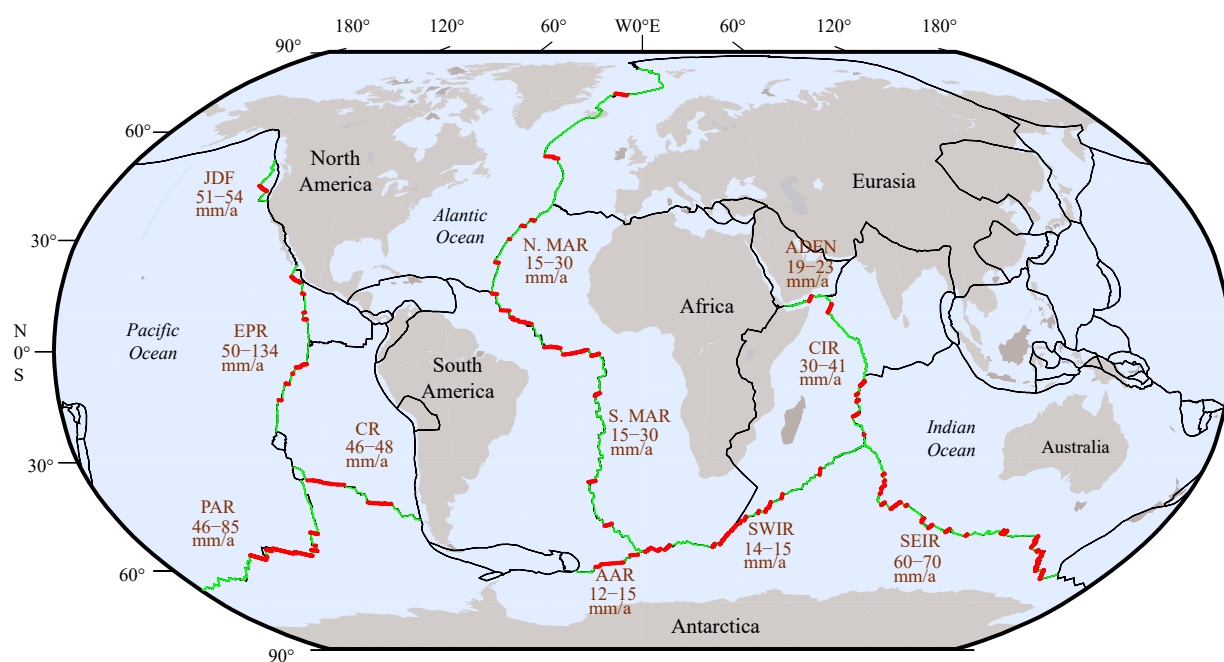 180° 120° 60° W0°E 60° 120° 180°
90°
60°
North
America
JDF
51−54
mm/a
Eurasia
Alantic
Ocean
30°
N. MAR
15−30
mm/a
ADEN
19−23
mm/a
Africa
Pacific
Ocean
EPR
50−134
mm/a
N
0°
S
South
America
CIR
30−41
mm/a
CR
46−48
mm/a
S. MAR
15−30
mm/a
Indian
Ocean
Australia
30°
PAR
46−85
mm/a
SWIR
14−15
mm/a
SEIR
60−70
mm/a
60°
AAR
12−15
mm/a
Antarctica
90°